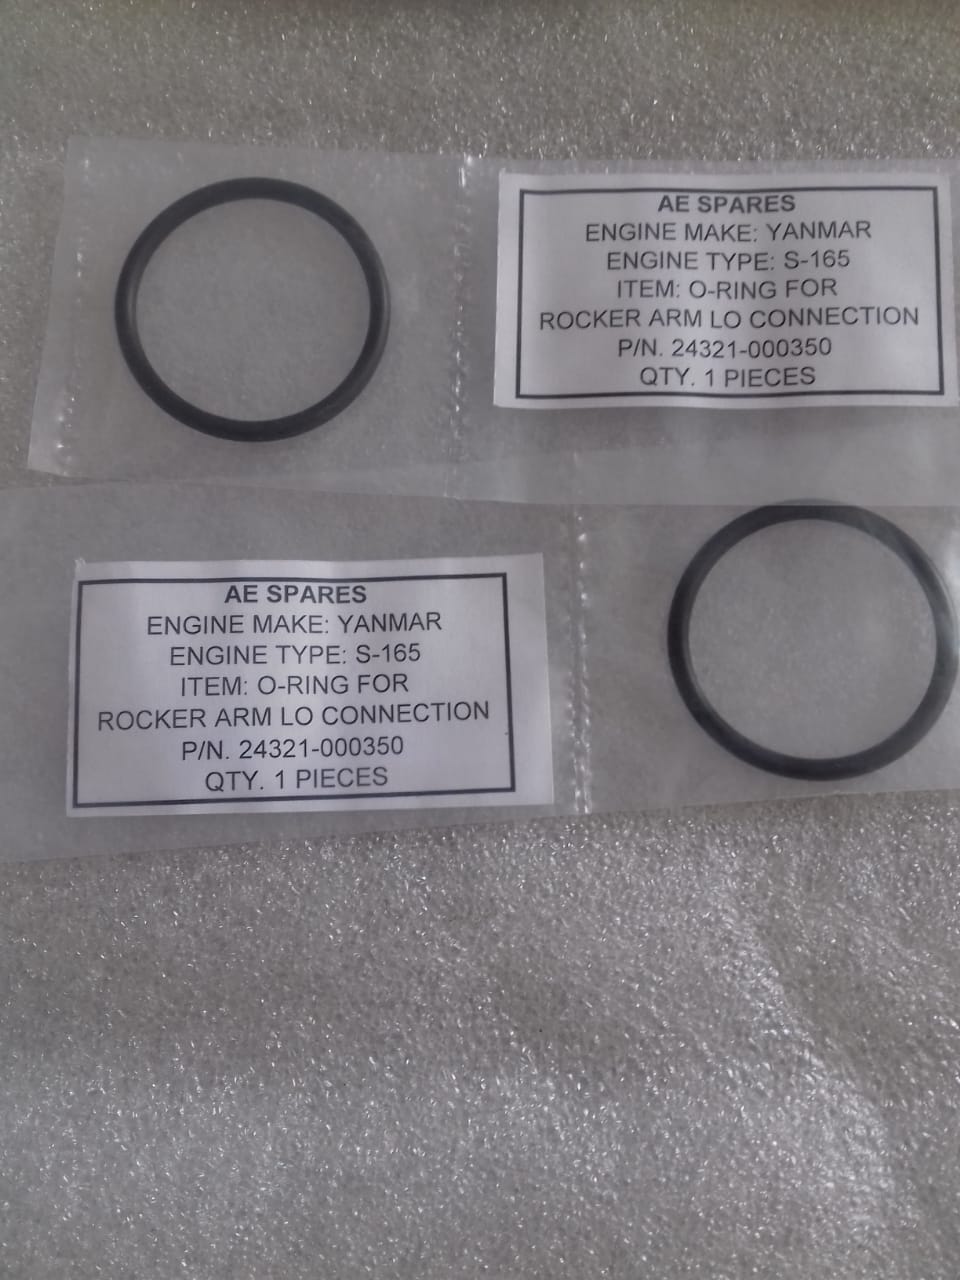 AE SPARES
ENGINE MAKE: YANMAR
ENGINE TYPE: S-165
ITEM: O-RING FOR
ROCKER ARM LO CONNECTION
P/N. 24321-000350
QTY. 1 PIECES
AE SPARES
ENGINE MAKE: YANMAR
ENGINE TYPE: S-165
ITEM: O-RING FOR
ROCKER ARM LO CONNECTION
P/N. 24321-000350
QTY. 1 PIECES